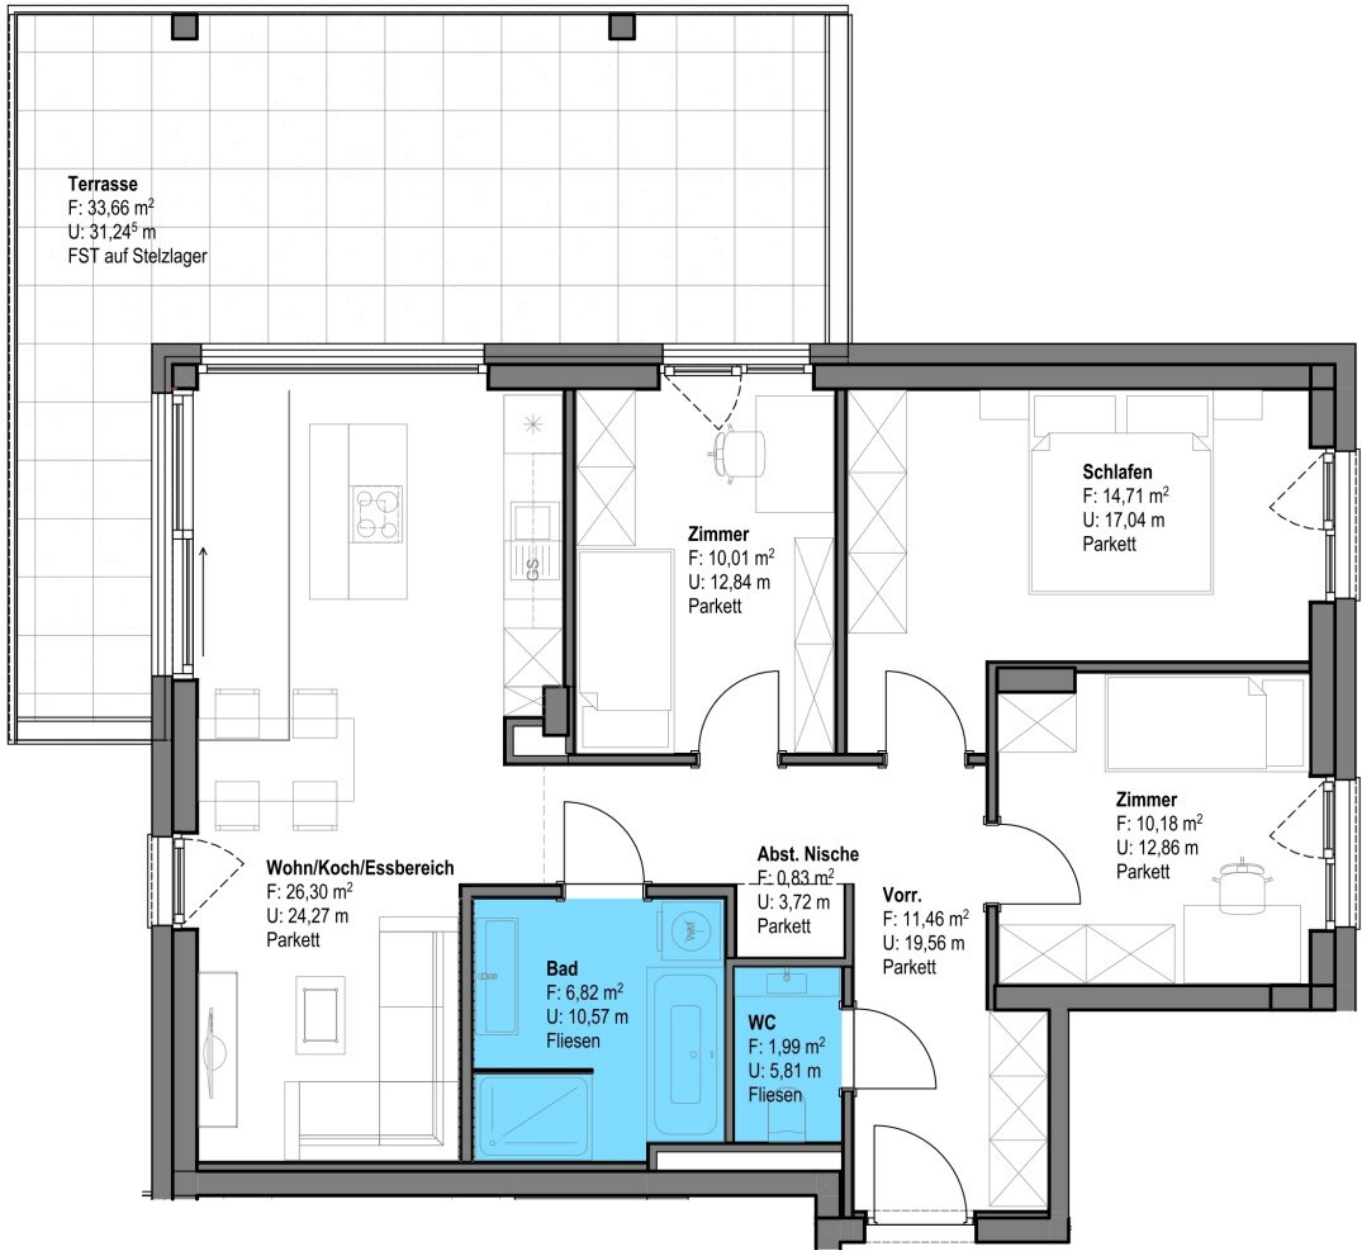 Terrasse
F: 33,66 m²
U: 31,24⁵ m
FST auf Stelzlager
Schlafen
F: 14,71 m²
U: 17,04 m
Parkett
Zimmer
F: 10,01 m²
U: 12,84 m
Parkett
GS
Zimmer
F: 10,18 m²
U: 12,86 m
Parkett
Wohn/Koch/Essbereich
F: 26,30 m²
U: 24,27 m
Parkett
Abst. Nische
F: 0,83 m²
U: 3,72 m
Parkett
Vorr.
F: 11,46 m²
U: 19,56 m
Parkett
WM
Bad
F: 6,82 m²
U: 10,57 m
Fliesen
WC
F: 1,99 m²
U: 5,81 m
Fliesen